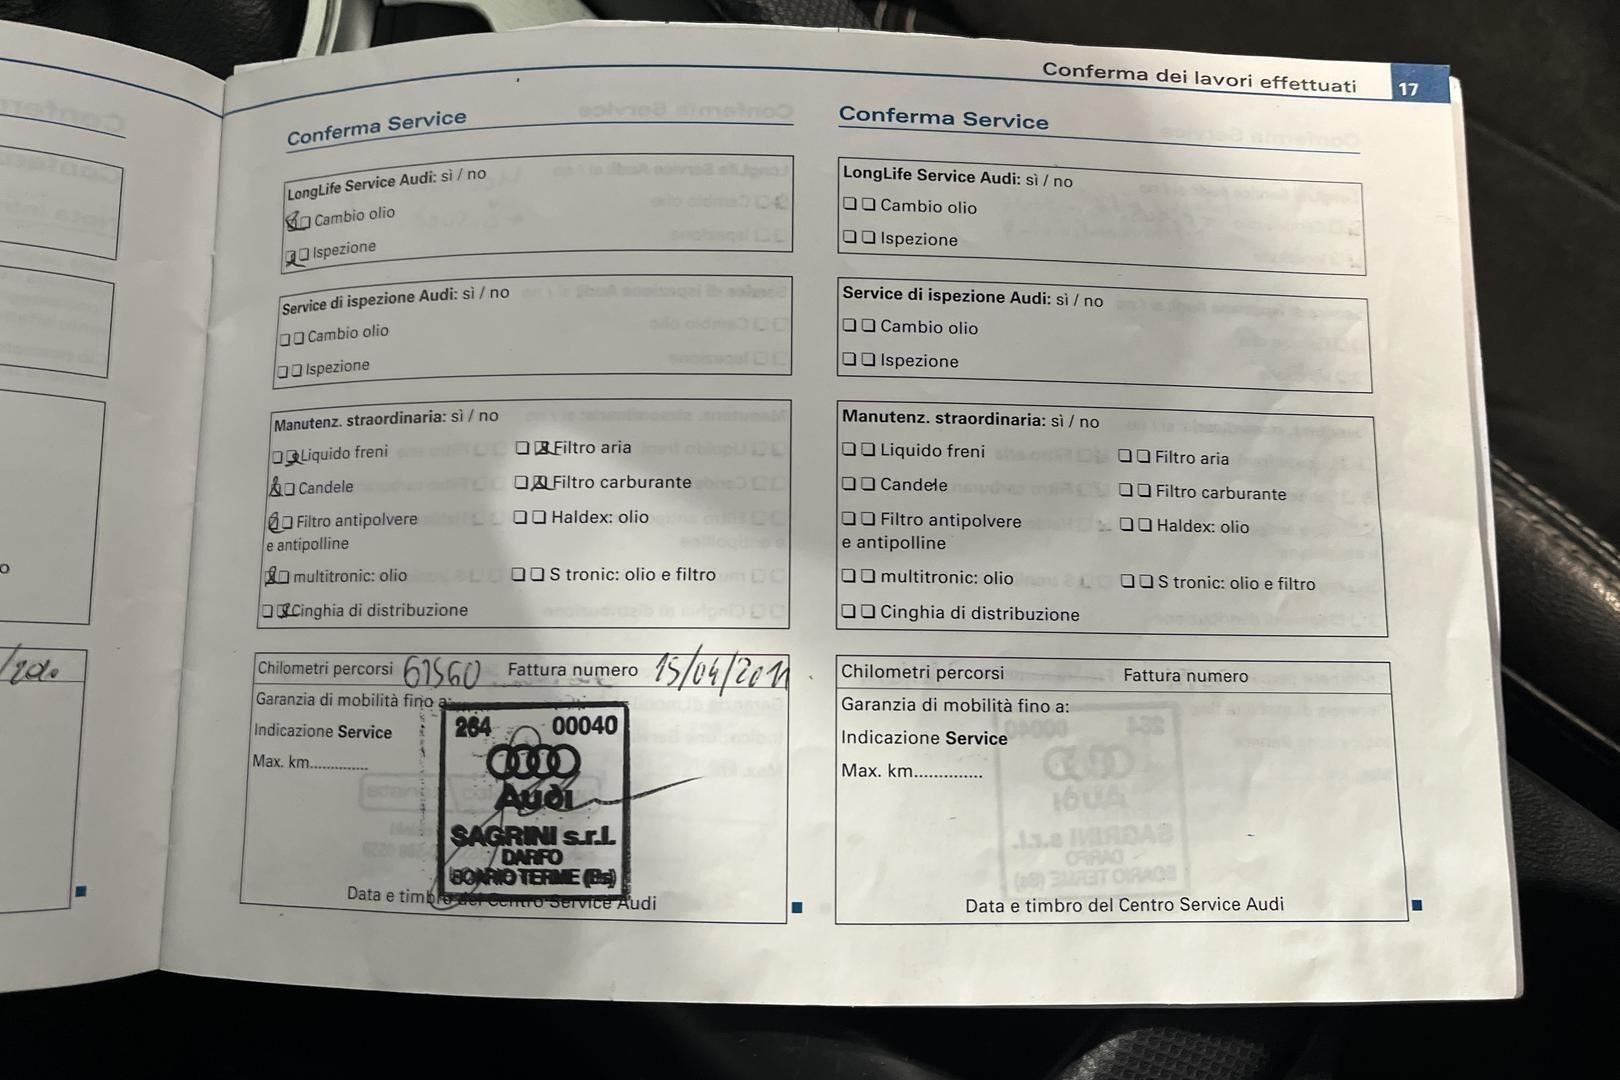 Conferma dei lavori effettuati 17
Conferma Service
LongLife Service Audi: sì / no
Cambio olio
Ispezione
Service di ispezione Audi: sì / no
Cambio olio
Ispezione
Manutenz. straordinaria: sì / no
Liquido freni Filtro aria
Candele Filtro carburante
Filtro antipolvere Haldex: olio
e antipolline
multitronic: olio S tronic: olio e filtro
Cinghia di distribuzione
Chilometri percorsi 61560 Fattura numero 15/04/2011
Garanzia di mobilità fino a:
Indicazione Service
Max. km.............
264 00040
Audi
SAGRINI s.r.l.
DARFO
BOARIO TERME (Bs)
Data e timbro del Centro Service Audi
Conferma Service
LongLife Service Audi: sì / no
Cambio olio
Ispezione
Service di ispezione Audi: sì / no
Cambio olio
Ispezione
Manutenz. straordinaria: sì / no
Liquido freni Filtro aria
Candele Filtro carburante
Filtro antipolvere Haldex: olio
e antipolline
multitronic: olio S tronic: olio e filtro
Cinghia di distribuzione
Chilometri percorsi Fattura numero
Garanzia di mobilità fino a:
Indicazione Service
Max. km..............
Data e timbro del Centro Service Audi